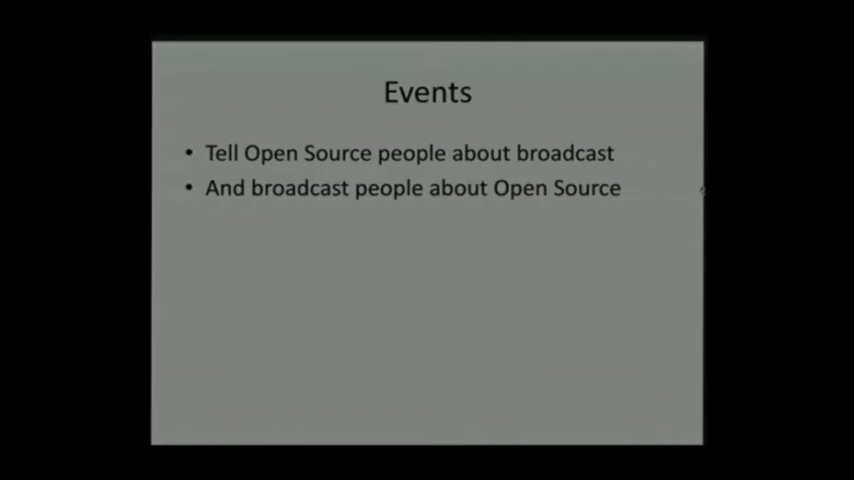 Events
• Tell Open Source people about broadcast
• And broadcast people about Open Source